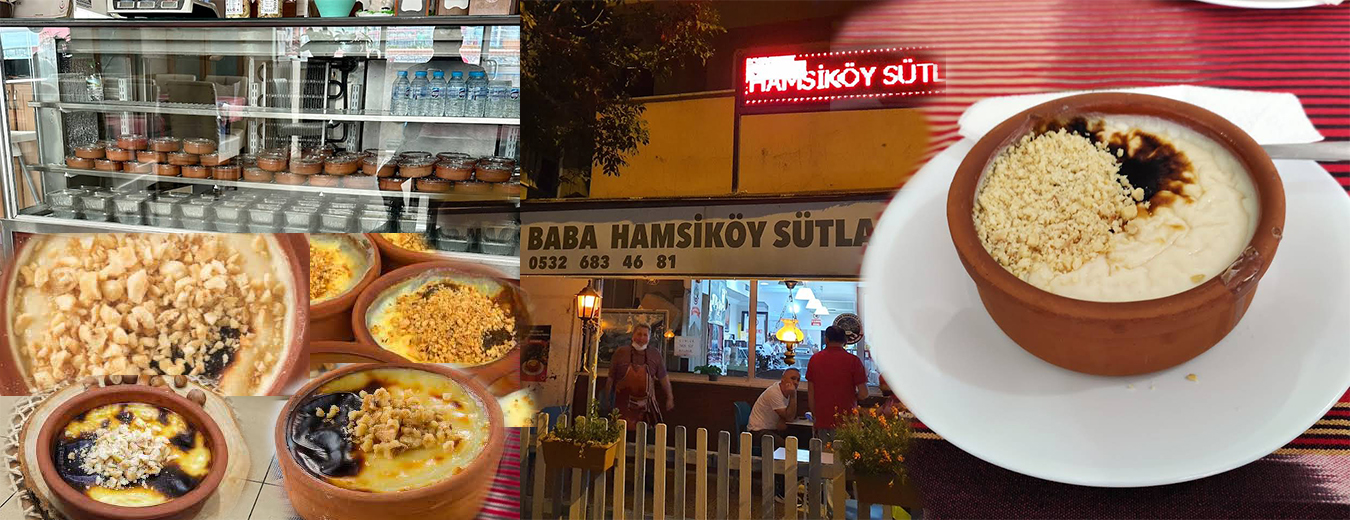 HAMSİKÖY SÜTL
BABA HAMSİKÖY SÜTLA
0532 683 46 81